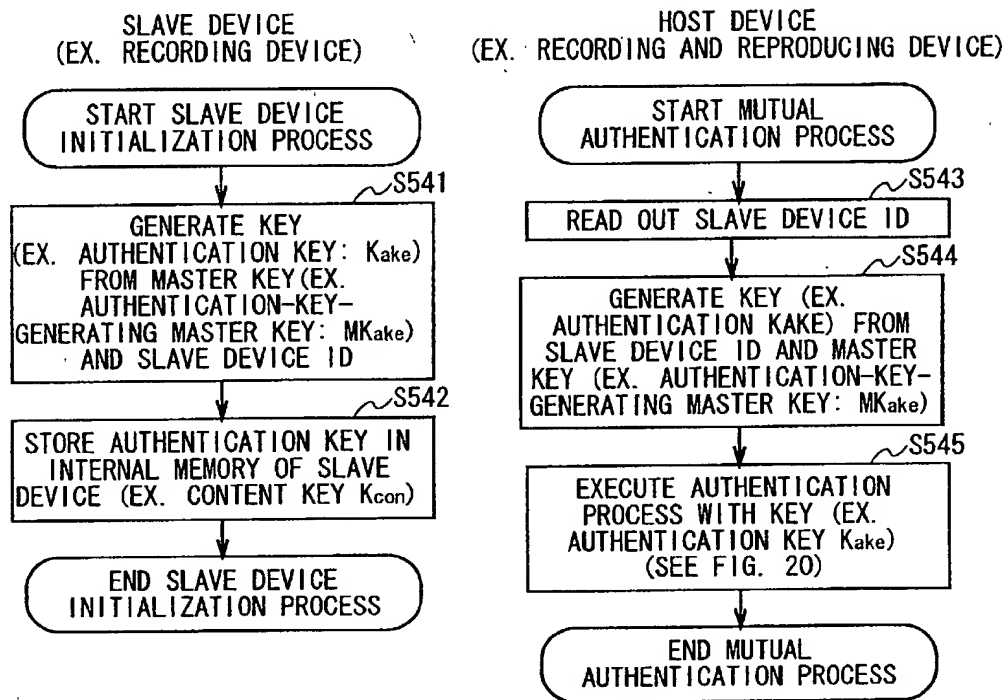 SLAVE DEVICE
(EX. RECORDING DEVICE)
START SLAVE DEVICE
INITIALIZATION PROCESS
S541
GENERATE KEY
(EX. AUTHENTICATION KEY: Kake)
FROM MASTER KEY(EX.
AUTHENTICATION-KEY-
GENERATING MASTER KEY: MKake)
AND SLAVE DEVICE ID
S542
STORE AUTHENTICATION KEY IN
INTERNAL MEMORY OF SLAVE
DEVICE (EX. CONTENT KEY Kcon)
END SLAVE DEVICE
INITIALIZATION PROCESS
HOST DEVICE
(EX. RECORDING AND REPRODUCING DEVICE)
START MUTUAL
AUTHENTICATION PROCESS
S543
READ OUT SLAVE DEVICE ID
S544
GENERATE KEY (EX.
AUTHENTICATION KAKE) FROM
SLAVE DEVICE ID AND MASTER
KEY (EX. AUTHENTICATION-KEY-
GENERATING MASTER KEY: MKake)
S545
EXECUTE AUTHENTICATION
PROCESS WITH KEY (EX.
AUTHENTICATION KEY Kake)
(SEE FIG. 20)
END MUTUAL
AUTHENTICATION PROCESS